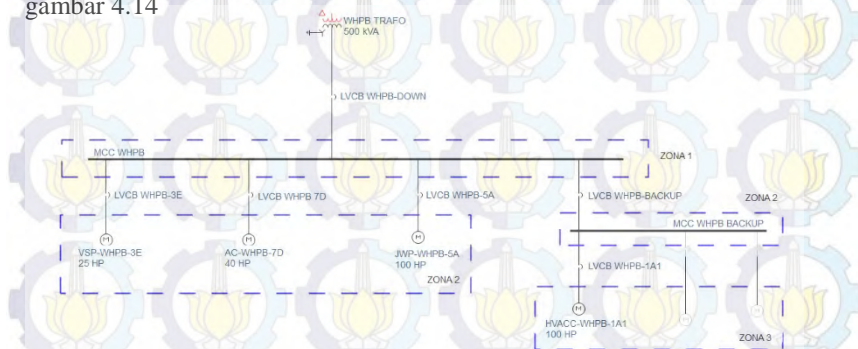 gambar 4.14
WHPB TRAFO
500 kVA
LVCB WHPB-DOWN
MCC WHPB
ZONA 1
LVCB WHPB-3E
LVCB WHPB 7D
LVCB WHPB-5A
LVCB WHPB-BACKUP
ZONA 2
MCC WHPB BACKUP
M
VSP-WHPB-3E
25 HP
M
AC-WHPB-7D
40 HP
M
JWP-WHPB-5A
100 HP
ZONA 2
LVCB WHPB-1A1
M
HVACC-WHPB-1A1
100 HP
M
M
ZONA 3